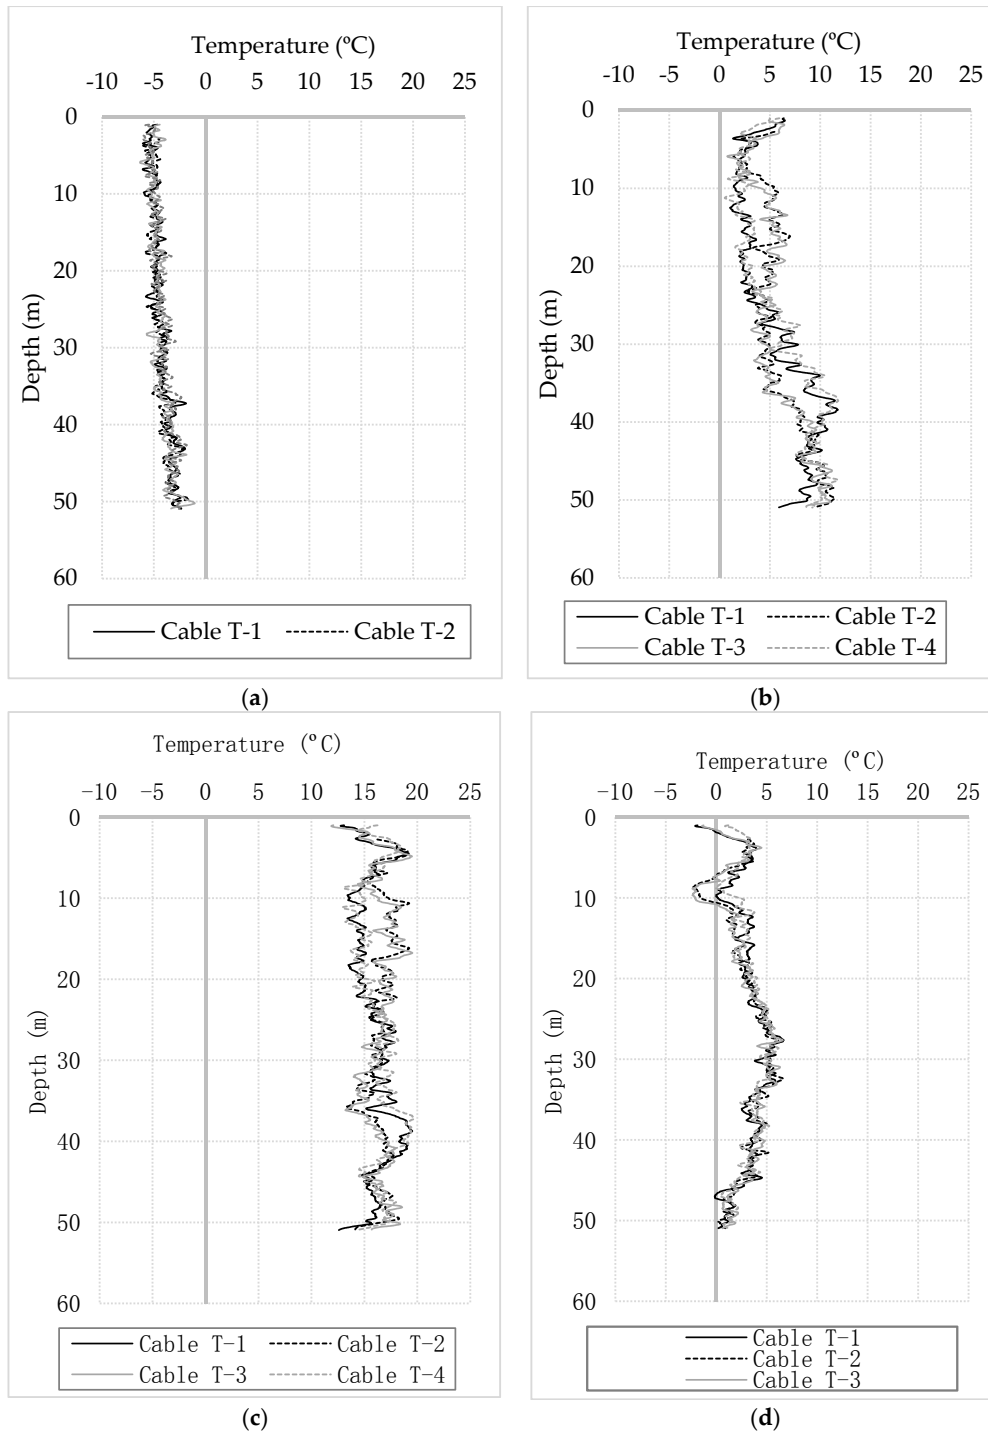 Temperature (ºC)
-10 -5 0 5 10 15 20 25
0
10
20
30
40
50
60
Depth (m)
Cable T-1 Cable T-2
(a)
Temperature (ºC)
-10 -5 0 5 10 15 20 25
0
10
20
30
40
50
60
Depth (m)
Cable T-1 Cable T-2
Cable T-3 Cable T-4
(b)
Temperature (ºC)
-10 -5 0 5 10 15 20 25
0
10
20
30
40
50
60
Depth (m)
Cable T-1 Cable T-2
Cable T-3 Cable T-4
(c)
Temperature (ºC)
-10 -5 0 5 10 15 20 25
0
10
20
30
40
50
60
Depth (m)
Cable T-1
Cable T-2
Cable T-3
(d)